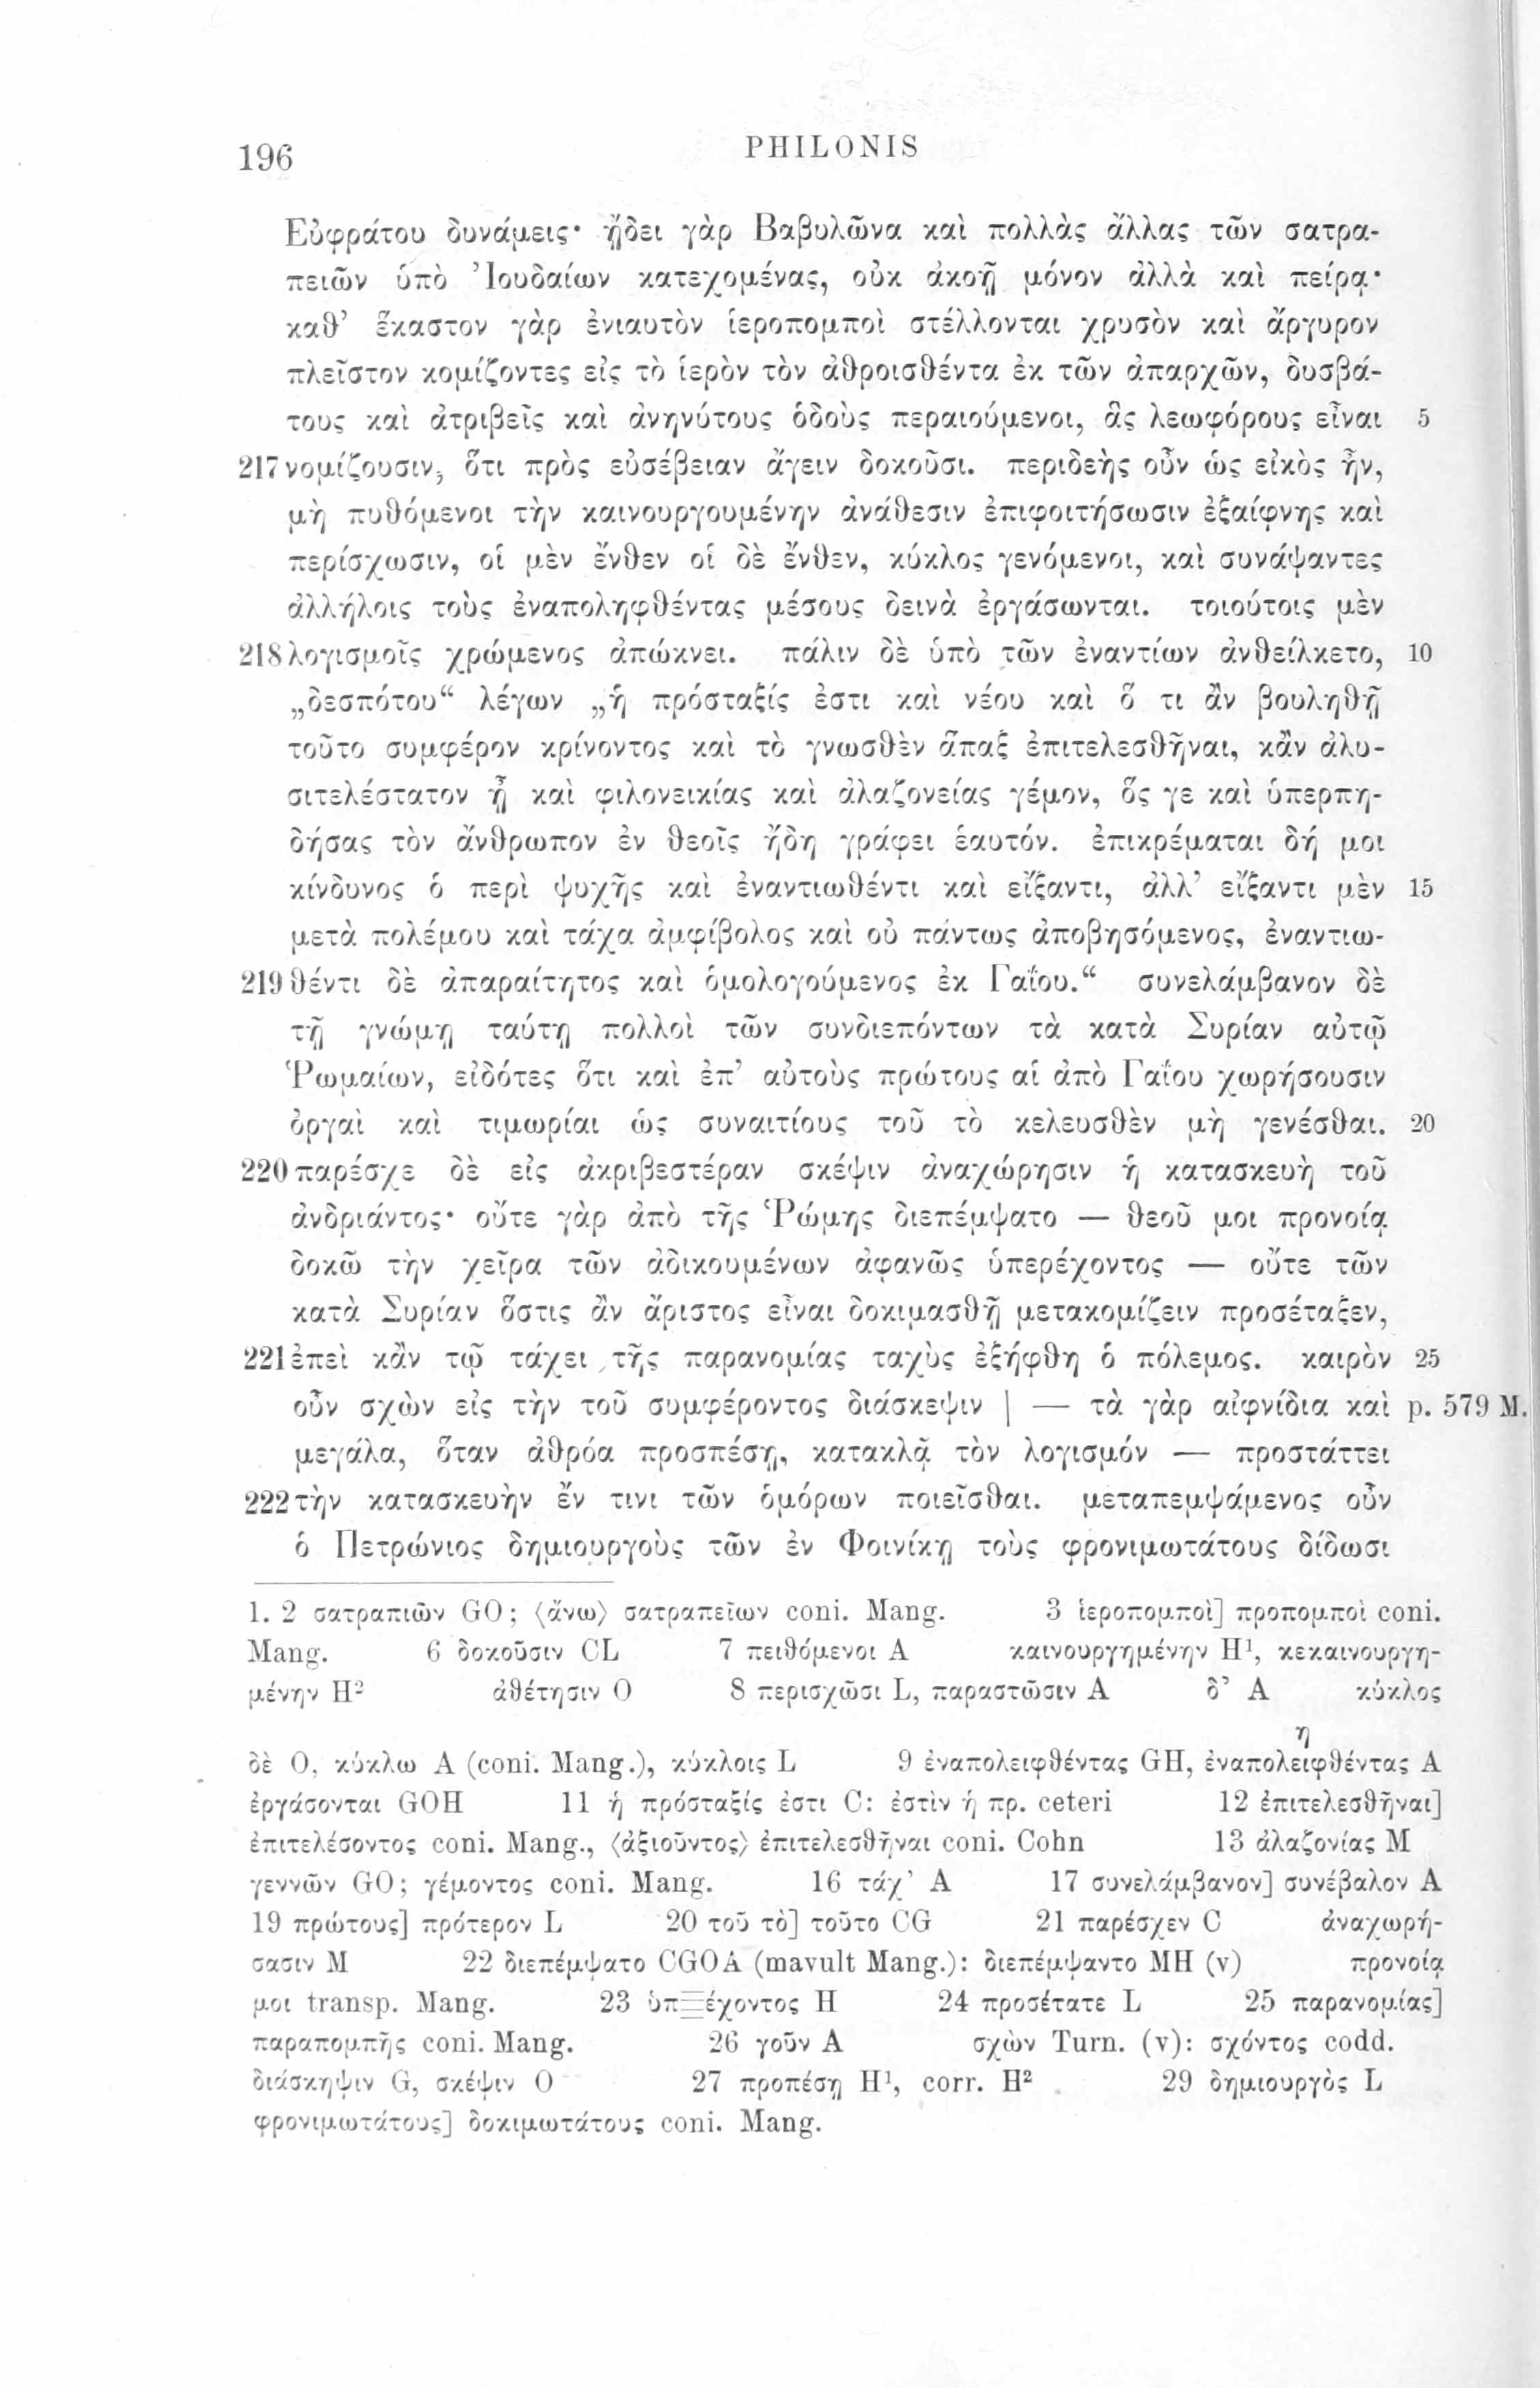 196
PHILONIS
Εὐφράτου δυνάμεις· ᾔδει γὰρ Βαβυλῶνα καὶ πολλὰς ἄλλας τῶν σατρα-
πειῶν ὑπὸ Ἰουδαίων κατεχομένας, οὐκ ἀκοῇ μόνον ἀλλὰ καὶ πείρᾳ·
καθ’ ἕκαστον γὰρ ἐνιαυτὸν ἱεροπομποὶ στέλλονται χρυσὸν καὶ ἄργυρον
πλεῖστον κομίζοντες εἰς τὸ ἱερὸν τὸν ἀθροισθέντα ἐκ τῶν ἀπαρχῶν, δυσβά-
τους καὶ ἀτριβεῖς καὶ ἀνηνύτους ὁδοὺς περαιούμενοι, ἃς λεωφόρους εἶναι 5
217 νομίζουσιν, ὅτι πρὸς εὐσέβειαν ἄγειν δοκοῦσι. περιδεὴς οὖν ὡς εἰκὸς ἦν,
μὴ πυθόμενοι τὴν καινουργουμένην ἀνάθεσιν ἐπιφοιτήσωσιν ἐξαίφνης καὶ
περίσχωσιν, οἱ μὲν ἔνθεν οἱ δὲ ἔνθεν, κύκλος γενόμενοι, καὶ συνάψαντες
ἀλλήλοις τοὺς ἐναποληφθέντας μέσους δεινὰ ἐργάσωνται. τοιούτοις μὲν
218 λογισμοῖς χρώμενος ἀπώκνει. πάλιν δὲ ὑπὸ τῶν ἐναντίων ἀνθείλκετο, 10
„δεσπότου“ λέγων „ἡ πρόσταξίς ἐστι καὶ νέου καὶ ὅ τι ἂν βουληθῇ
τοῦτο συμφέρον κρίνοντος καὶ τὸ γνωσθὲν ἅπαξ ἐπιτελεσθῆναι, κἂν ἀλυ-
σιτελέστατον ᾖ καὶ φιλονεικίας καὶ ἀλαζονείας γέμον, ὅς γε καὶ ὑπερπη-
δήσας τὸν ἄνθρωπον ἐν θεοῖς ἤδη γράφει ἑαυτόν. ἐπικρέμαται δή μοι
κίνδυνος ὁ περὶ ψυχῆς καὶ ἐναντιωθέντι καὶ εἴξαντι, ἀλλ’ εἴξαντι μὲν 15
μετὰ πολέμου καὶ τάχα ἀμφίβολος καὶ οὐ πάντως ἀποβησόμενος, ἐναντιω-
219 θέντι δὲ ἀπαραίτητος καὶ ὁμολογούμενος ἐκ Γαΐου.“ συνελάμβανον δὲ
τῇ γνώμῃ ταύτῃ πολλοὶ τῶν συνδιεπόντων τὰ κατὰ Συρίαν αὐτῷ
Ῥωμαίων, εἰδότες ὅτι καὶ ἐπ’ αὐτοὺς πρώτους αἱ ἀπὸ Γαΐου χωρήσουσιν
ὀργαὶ καὶ τιμωρίαι ὡς συναιτίους τοῦ τὸ κελευσθὲν μὴ γενέσθαι. 20
220 παρέσχε δὲ εἰς ἀκριβεστέραν σκέψιν ἀναχώρησιν ἡ κατασκευὴ τοῦ
ἀνδριάντος· οὔτε γὰρ ἀπὸ τῆς Ῥώμης διεπέμψατο — θεοῦ μοι προνοίᾳ
δοκῶ τὴν χεῖρα τῶν ἀδικουμένων ἀφανῶς ὑπερέχοντος — οὔτε τῶν
κατὰ Συρίαν ὅστις ἂν ἄριστος εἶναι δοκιμασθῇ μετακομίζειν προσέταξεν,
221 ἐπεὶ κἂν τῷ τάχει τῆς παρανομίας ταχὺς ἐξήφθη ὁ πόλεμος. καιρὸν 25
οὖν σχὼν εἰς τὴν τοῦ συμφέροντος διάσκεψιν | — τὰ γὰρ αἰφνίδια καὶ p. 579 M.
μεγάλα, ὅταν ἀθρόα προσπέσῃ, κατακλᾷ τὸν λογισμόν — προστάττει
222 τὴν κατασκευὴν ἔν τινι τῶν ὁμόρων ποιεῖσθαι. μεταπεμψάμενος οὖν
ὁ Πετρώνιος δημιουργοὺς τῶν ἐν Φοινίκῃ τοὺς φρονιμωτάτους δίδωσι
1. 2 σατραπιῶν GO; ⟨ἄνω⟩ σατραπείων coni. Mang. 3 ἱεροπομποὶ] προπομποὶ coni.
Mang. 6 δοκοῦσιν CL 7 πειθόμενοι A καινουργημένην H¹, κεκαινουργη-
μένην H² ἀθέτησιν O 8 περισχῶσι L, παραστῶσιν A δ’ A κύκλος
δὲ O, κύκλω A (coni. Mang.), κύκλοις L 9 ἐναπολειφθέντας GH, ἐναπολειφθέντας A
η
ἐργάσονται GOH 11 ἡ πρόσταξίς ἐστι C: ἐστὶν ἡ πρ. ceteri 12 ἐπιτελεσθῆναι]
ἐπιτελέσοντος coni. Mang., ⟨ἀξιοῦντος⟩ ἐπιτελεσθῆναι coni. Cohn 13 ἀλαζονίας M
γεννῶν GO; γέμοντος coni. Mang. 16 τάχ’ A 17 συνελάμβανον] συνέβαλον A
19 πρώτους] πρότερον L 20 τοῦ τὸ] τοῦτο CG 21 παρέσχεν C ἀναχωρή-
σασιν M 22 διεπέμψατο CGOA (mavult Mang.): διεπέμψαντο MH (v) προνοίᾳ
μοι transp. Mang. 23 ὑπ έχοντος H 24 προσέτατε L 25 παρανομίας]
παραπομπῆς coni. Mang. 26 γοῦν A σχὼν Turn. (v): σχόντος codd.
διάσκηψιν G, σκέψιν O 27 προπέσῃ H¹, corr. H² 29 δημιουργὸς L
φρονιμωτάτους] δοκιμωτάτους coni. Mang.